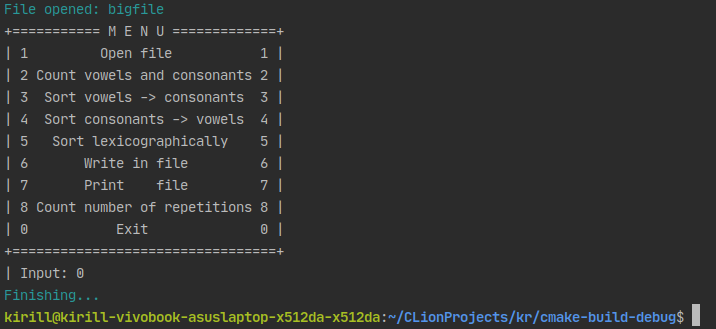 File opened: bigfile
+=========== M E N U =============+
| 1         Open file           1 |
| 2 Count vowels and consonants 2 |
| 3  Sort vowels -> consonants  3 |
| 4  Sort consonants -> vowels  4 |
| 5   Sort lexicographically    5 |
| 6       Write in file         6 |
| 7       Print    file         7 |
| 8 Count number of repetitions 8 |
| 0           Exit              0 |
+=================================+
| Input: 0
Finishing...
kirill@kirill-vivobook-asuslaptop-x512da-x512da:~/CLionProjects/kr/cmake-build-debug$